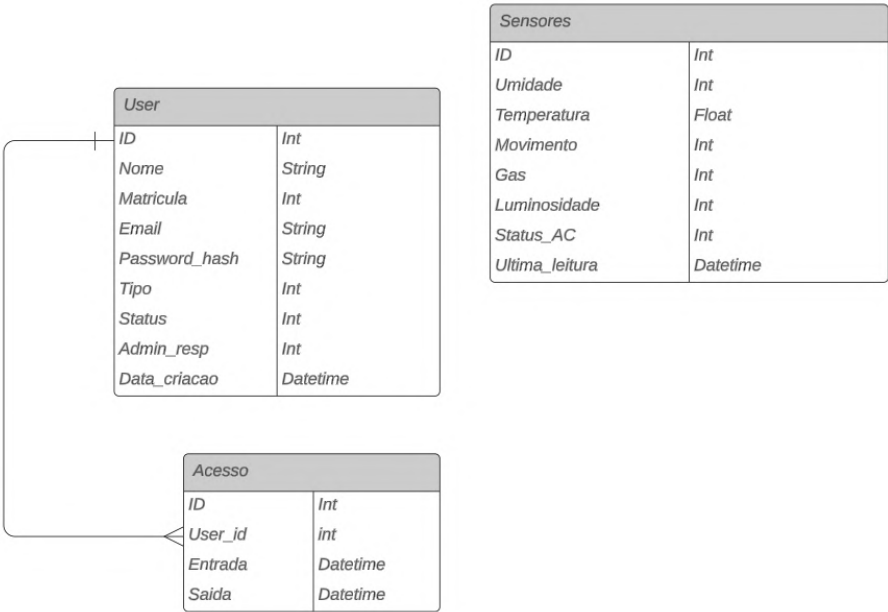 Sensores
ID Int
Umidade Int
Temperatura Float
Movimento Int
Gas Int
Luminosidade Int
Status_AC Int
Ultima_leitura Datetime
User
ID Int
Nome String
Matricula Int
Email String
Password_hash String
Tipo Int
Status Int
Admin_resp Int
Data_criacao Datetime
Acesso
ID Int
User_id int
Entrada Datetime
Saida Datetime